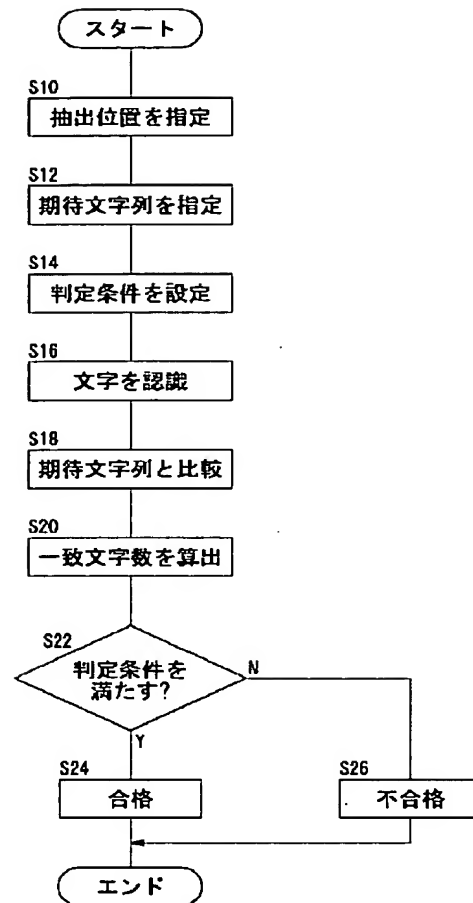 スタート
S10
抽出位置を指定
S12
期待文字列を指定
S14
判定条件を設定
S16
文字を認識
S18
期待文字列と比較
S20
一致文字数を算出
S22
判定条件を
満たす?
N
Y
S24
合格
S26
不合格
エンド